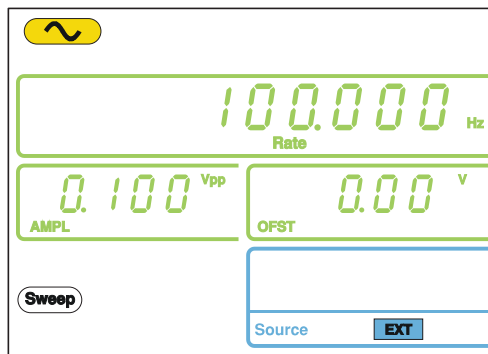 100.000 Hz
Rate
0.100 Vpp
AMPL
0.00 V
OFST
Sweep
Source EXT